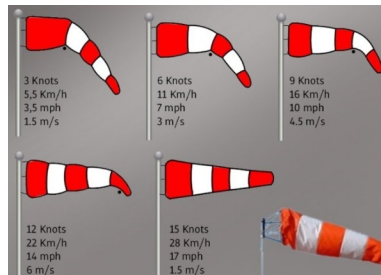 3 Knots
5,5 Km/h
3,5 mph
1.5 m/s
6 Knots
11 Km/h
7 mph
3 m/s
9 Knots
16 Km/h
10 mph
4.5 m/s
12 Knots
22 Km/h
14 mph
6 m/s
15 Knots
28 Km/h
17 mph
1.5 m/s